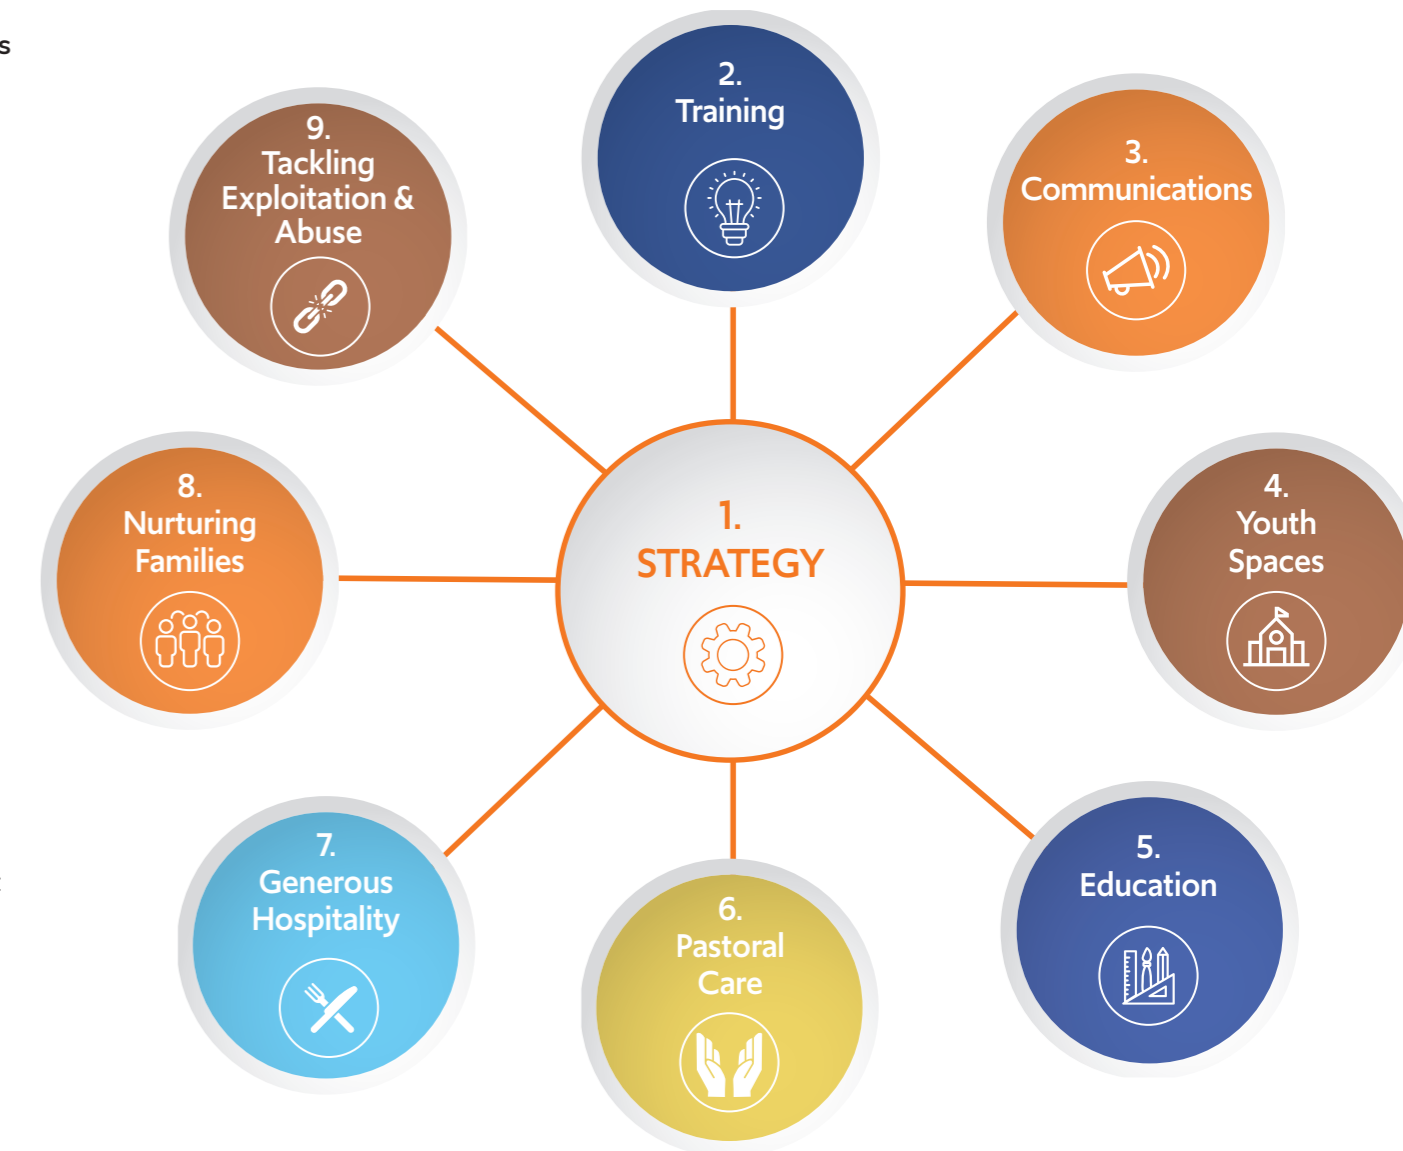 s
2.
Training
3.
Communications
4.
Youth
Spaces
5.
Education
6.
Pastoral
Care
7.
Generous
Hospitality
8.
Nurturing
Families
9.
Tackling
Exploitation &
Abuse
1.
STRATEGY